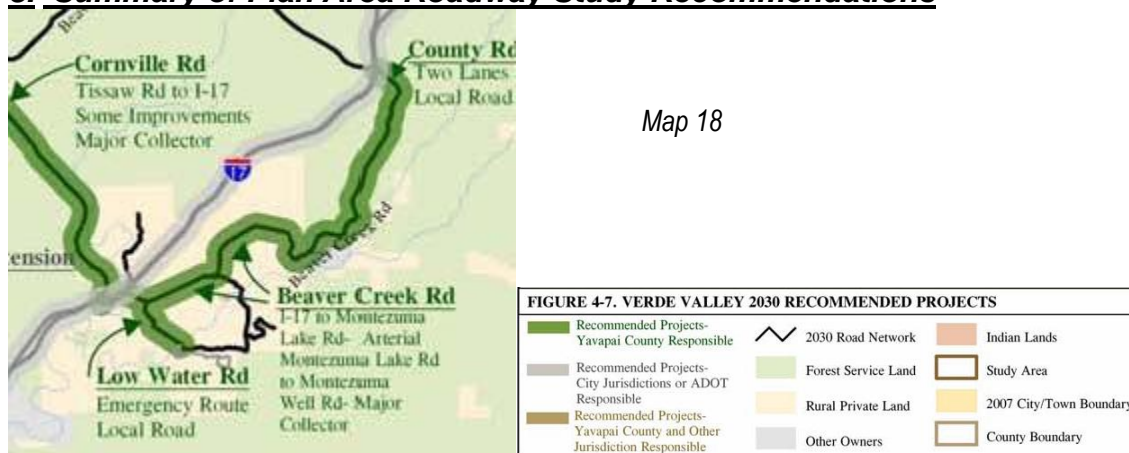 Cornville Rd
Tissaw Rd to I-17
Some Improvements
Major Collector
County Rd
Two Lanes
Local Road
Map 18
17
Beaver Creek Rd
ension
Beaver Creek Rd
I-17 to Montezuma
Lake Rd- Arterial
Montezuma Lake Rd
to Montezuma
Well Rd- Major
Collector
Low Water Rd
Emergency Route
Local Road
FIGURE 4-7. VERDE VALLEY 2030 RECOMMENDED PROJECTS
Recommended Projects-
Yavapai County Responsible
Recommended Projects-
City Jurisdictions or ADOT
Responsible
Recommended Projects-
Yavapai County and Other
Jurisdiction Responsible
2030 Road Network
Forest Service Land
Rural Private Land
Other Owners
Indian Lands
Study Area
2007 City/Town Boundary
County Boundary